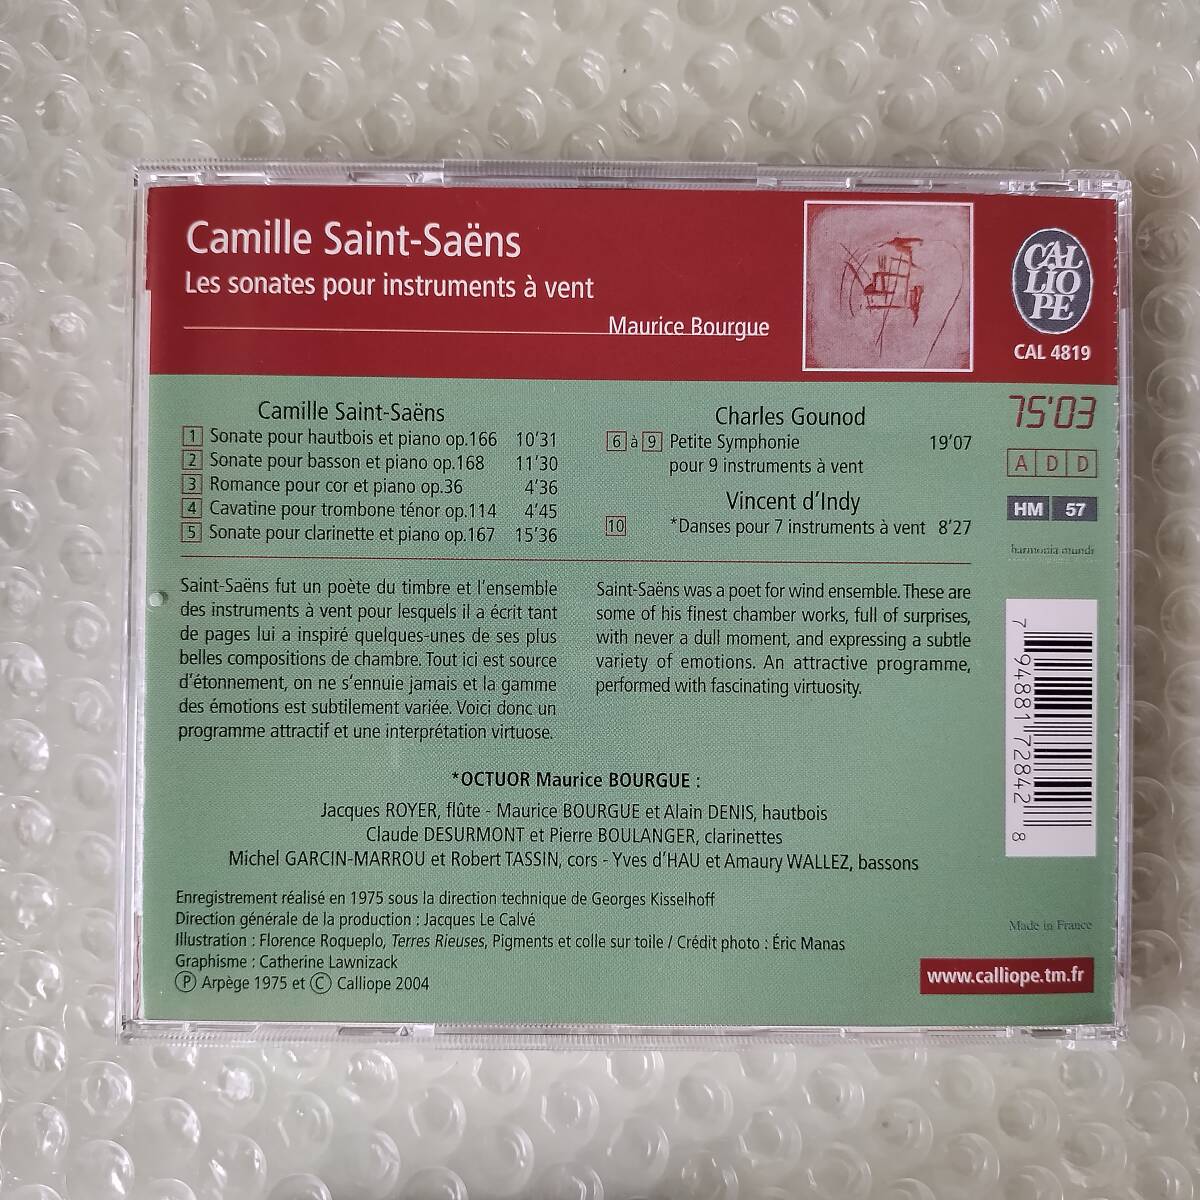 Camille Saint-Saëns
Les sonates pour instruments à vent
Maurice Bourgue
CAL
LIO
PE
CAL 4819
Camille Saint-Saëns
1 Sonate pour hautbois et piano op.166 10'31
2 Sonate pour basson et piano op.168 11'30
3 Romance pour cor et piano op.36 4'36
4 Cavatine pour trombone ténor op.114 4'45
5 Sonate pour clarinette et piano op.167 15'36
Charles Gounod
6 à 9 Petite Symphonie 19'07
pour 9 instruments à vent
Vincent d'Indy
10 *Danses pour 7 instruments à vent 8'27
75'03
A D D
HM 57
harmonia mundi
Saint-Saëns fut un poète du timbre et l'ensemble
des instruments à vent pour lesquels il a écrit tant
de pages lui a inspiré quelques-unes de ses plus
belles compositions de chambre. Tout ici est source
d'étonnement, on ne s'ennuie jamais et la gamme
des émotions est subtilement variée. Voici donc un
programme attractif et une interprétation virtuose.
Saint-Saëns was a poet for wind ensemble. These are
some of his finest chamber works, full of surprises,
with never a dull moment, and expressing a subtle
variety of emotions. An attractive programme,
performed with fascinating virtuosity.
7 94881 72842 8
*OCTUOR Maurice BOURGUE :
Jacques ROYER, flûte - Maurice BOURGUE et Alain DENIS, hautbois
Claude DESURMONT et Pierre BOULANGER, clarinettes
Michel GARCIN-MARROU et Robert TASSIN, cors - Yves d'HAU et Amaury WALLEZ, bassons
Enregistrement réalisé en 1975 sous la direction technique de Georges Kisselhoff
Direction générale de la production : Jacques Le Calvé
Illustration : Florence Roqueplo, Terres Rieuses, Pigments et colle sur toile / Crédit photo : Éric Manas
Graphisme : Catherine Lawnizack
Ⓟ Arpège 1975 et Ⓒ Calliope 2004
Made in France
www.calliope.tm.fr